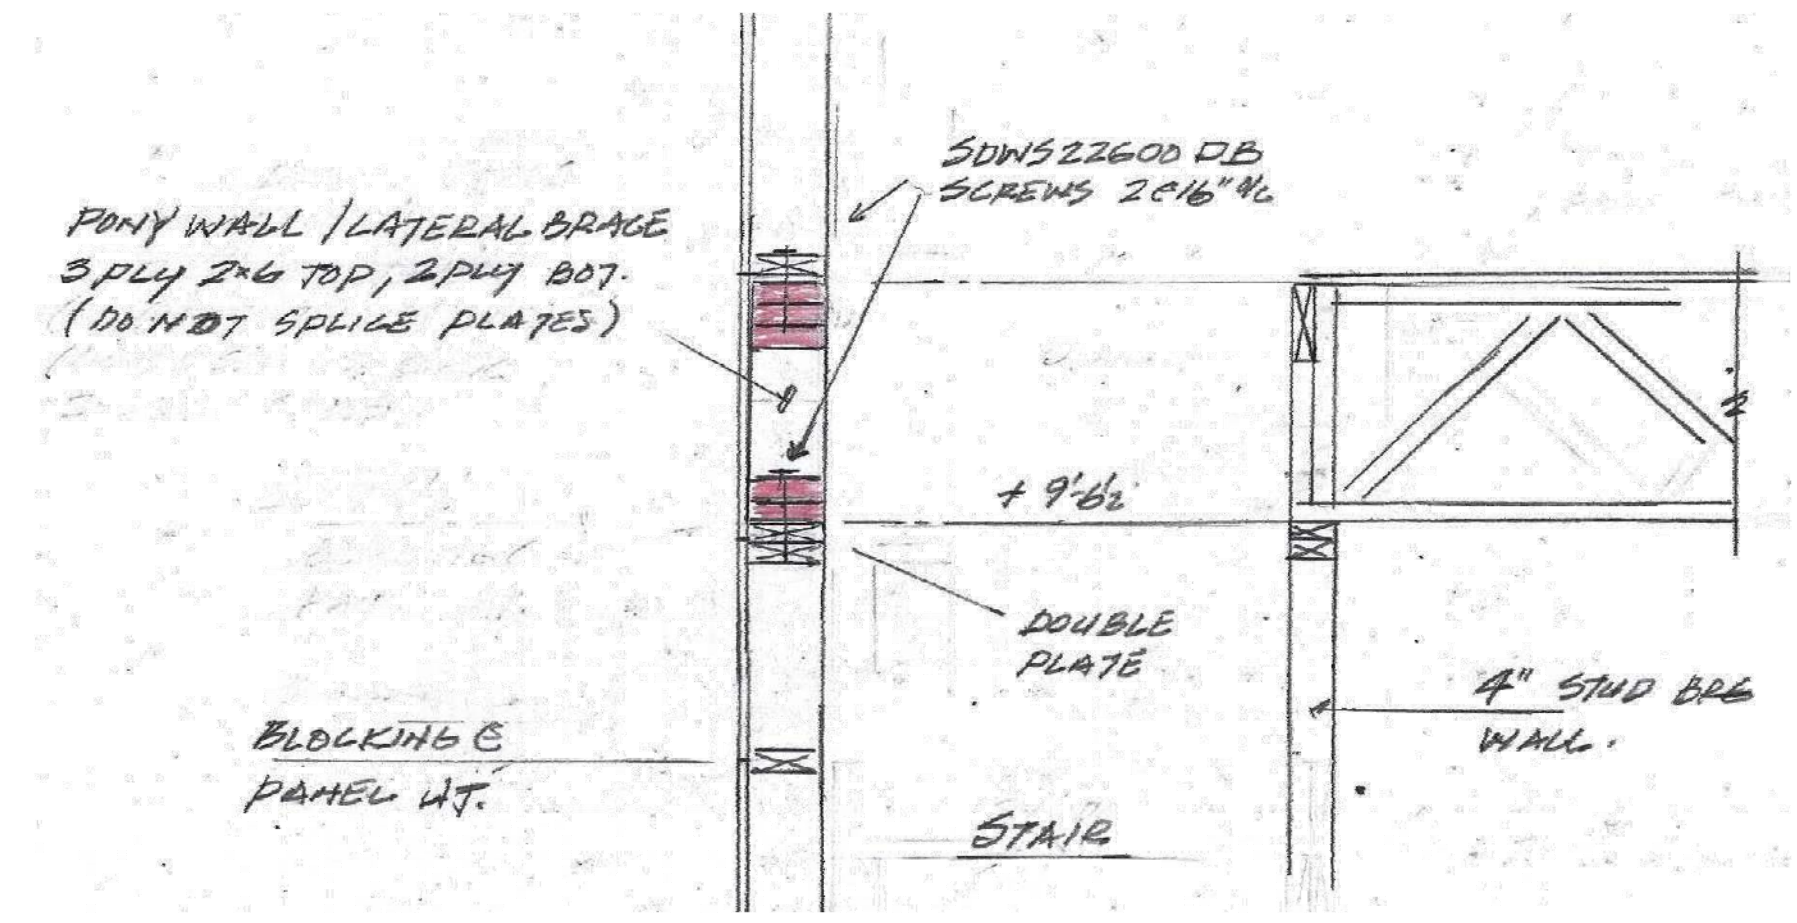 SDWS22600 DB
SCREWS 2@16" o/c
PONY WALL / LATERAL BRACE
3 PLY 2x6 TOP, 2 PLY BOT.
(DO NOT SPLICE PLATES)
+ 9'-6½"
DOUBLE
PLATE
4" STUD BRG
WALL.
BLOCKING @
PANEL
STAIR